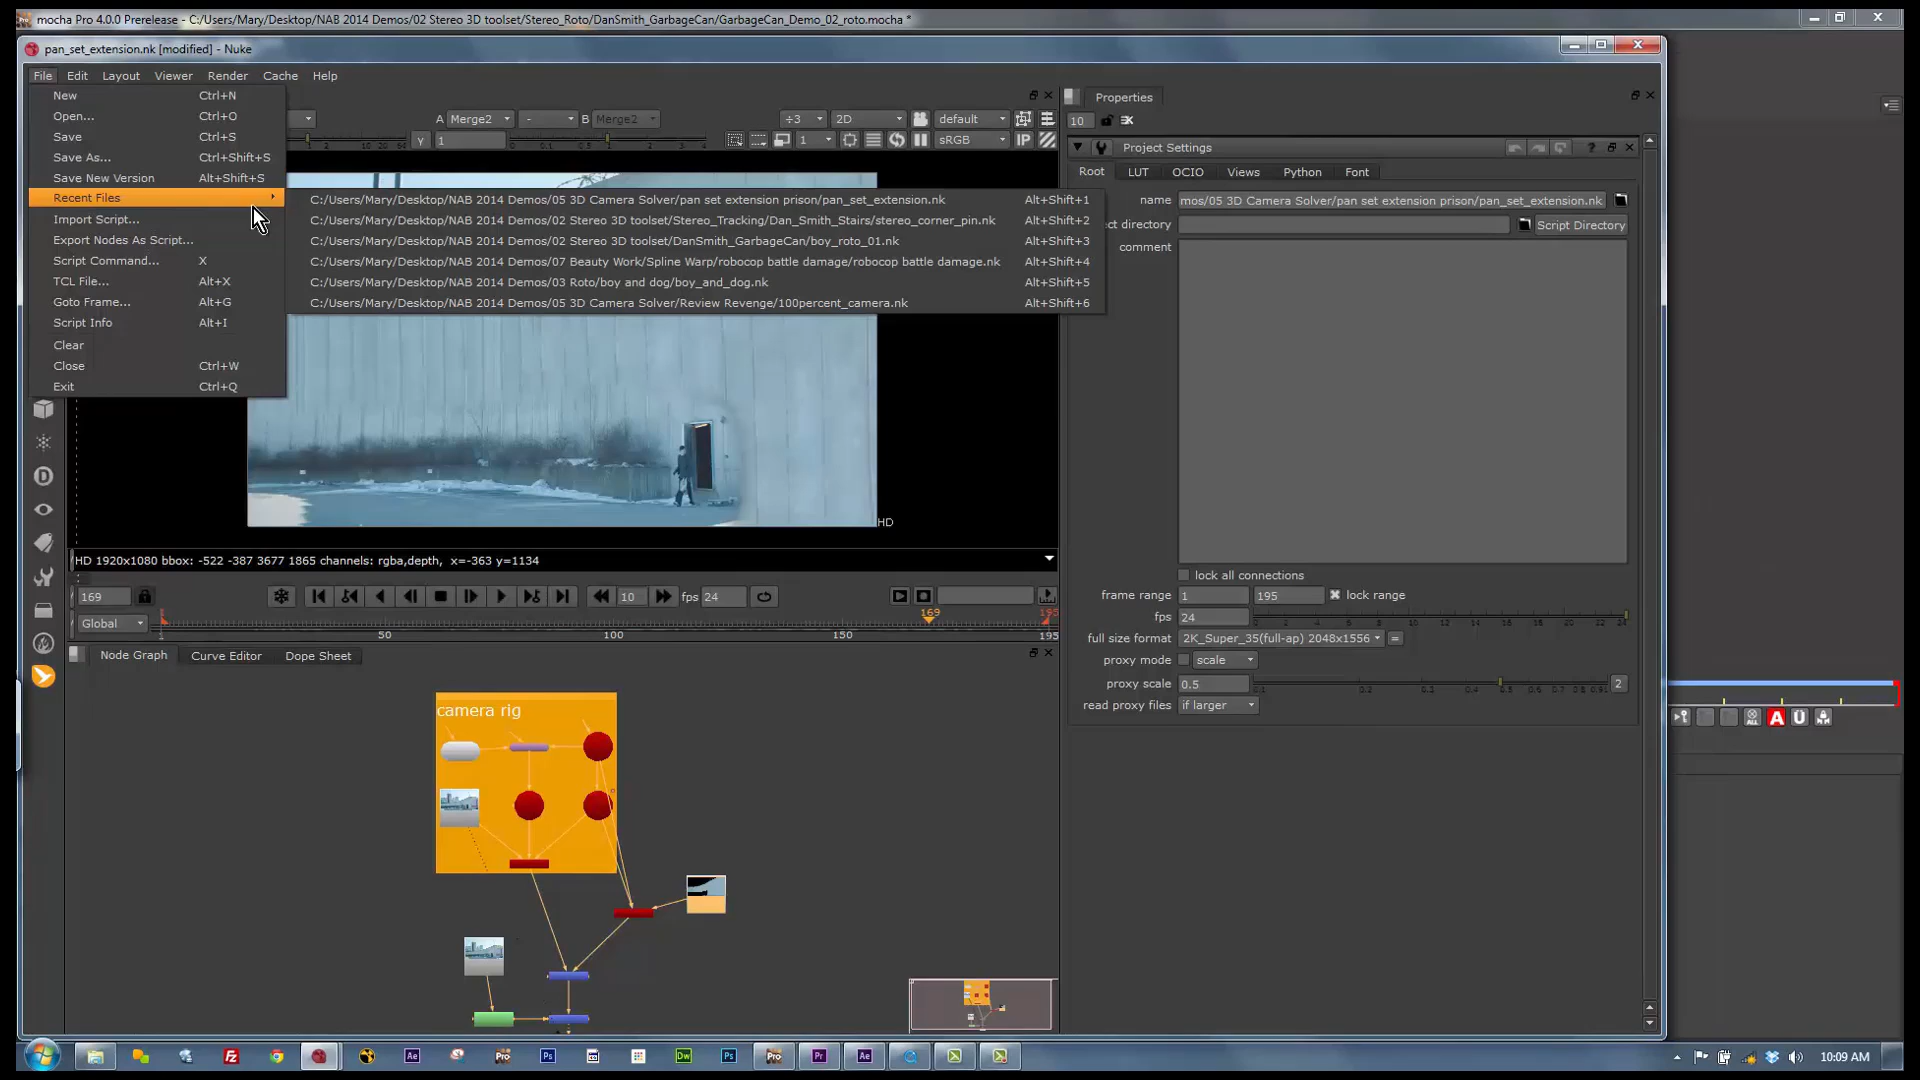 mocha Pro 4.0.0 Prerelease - C:/Users/Mary/Desktop/NAB 2014 Demos/02 Stereo 3D toolset/Stereo_Roto/DanSmith_GarbageCan/GarbageCan_Demo_02_roto.mocha *
pan_set_extension.nk [modified] - Nuke
File Edit Layout Viewer Render Cache Help
New Ctrl+N
Open... Ctrl+O
Save Ctrl+S
Save As... Ctrl+Shift+S
Save New Version Alt+Shift+S
Recent Files
Import Script...
Export Nodes As Script...
Script Command... X
TCL File... Alt+X
Goto Frame... Alt+G
Script Info Alt+I
Clear
Close Ctrl+W
Exit Ctrl+Q
C:/Users/Mary/Desktop/NAB 2014 Demos/05 3D Camera Solver/pan set extension prison/pan_set_extension.nk Alt+Shift+1
C:/Users/Mary/Desktop/NAB 2014 Demos/02 Stereo 3D toolset/Stereo_Tracking/Dan_Smith_Stairs/stereo_corner_pin.nk Alt+Shift+2
C:/Users/Mary/Desktop/NAB 2014 Demos/02 Stereo 3D toolset/DanSmith_GarbageCan/boy_roto_01.nk Alt+Shift+3
C:/Users/Mary/Desktop/NAB 2014 Demos/07 Beauty Work/Spline Warp/robocop battle damage/robocop battle damage.nk Alt+Shift+4
C:/Users/Mary/Desktop/NAB 2014 Demos/03 Roto/boy and dog/boy_and_dog.nk Alt+Shift+5
C:/Users/Mary/Desktop/NAB 2014 Demos/05 3D Camera Solver/Review Revenge/100percent_camera.nk Alt+Shift+6
A Merge2 - B Merge2 ÷3 2D default
Y 1 1 sRGB IP
HD
HD 1920x1080 bbox: -522 -387 3677 1865 channels: rgba,depth, x=-363 y=1134
169 10 fps 24
Global 1 50 100 150 169 195 195
Node Graph Curve Editor Dope Sheet
camera rig
Properties
10
Project Settings
Root LUT OCIO Views Python Font
name mos/05 3D Camera Solver/pan set extension prison/pan_set_extension.nk
ct directory Script Directory
comment
lock all connections
frame range 1 195 lock range
fps 24
full size format 2K_Super_35(full-ap) 2048x1556 =
proxy mode scale
proxy scale 0.5 2
read proxy files if larger
A
10:09 AM